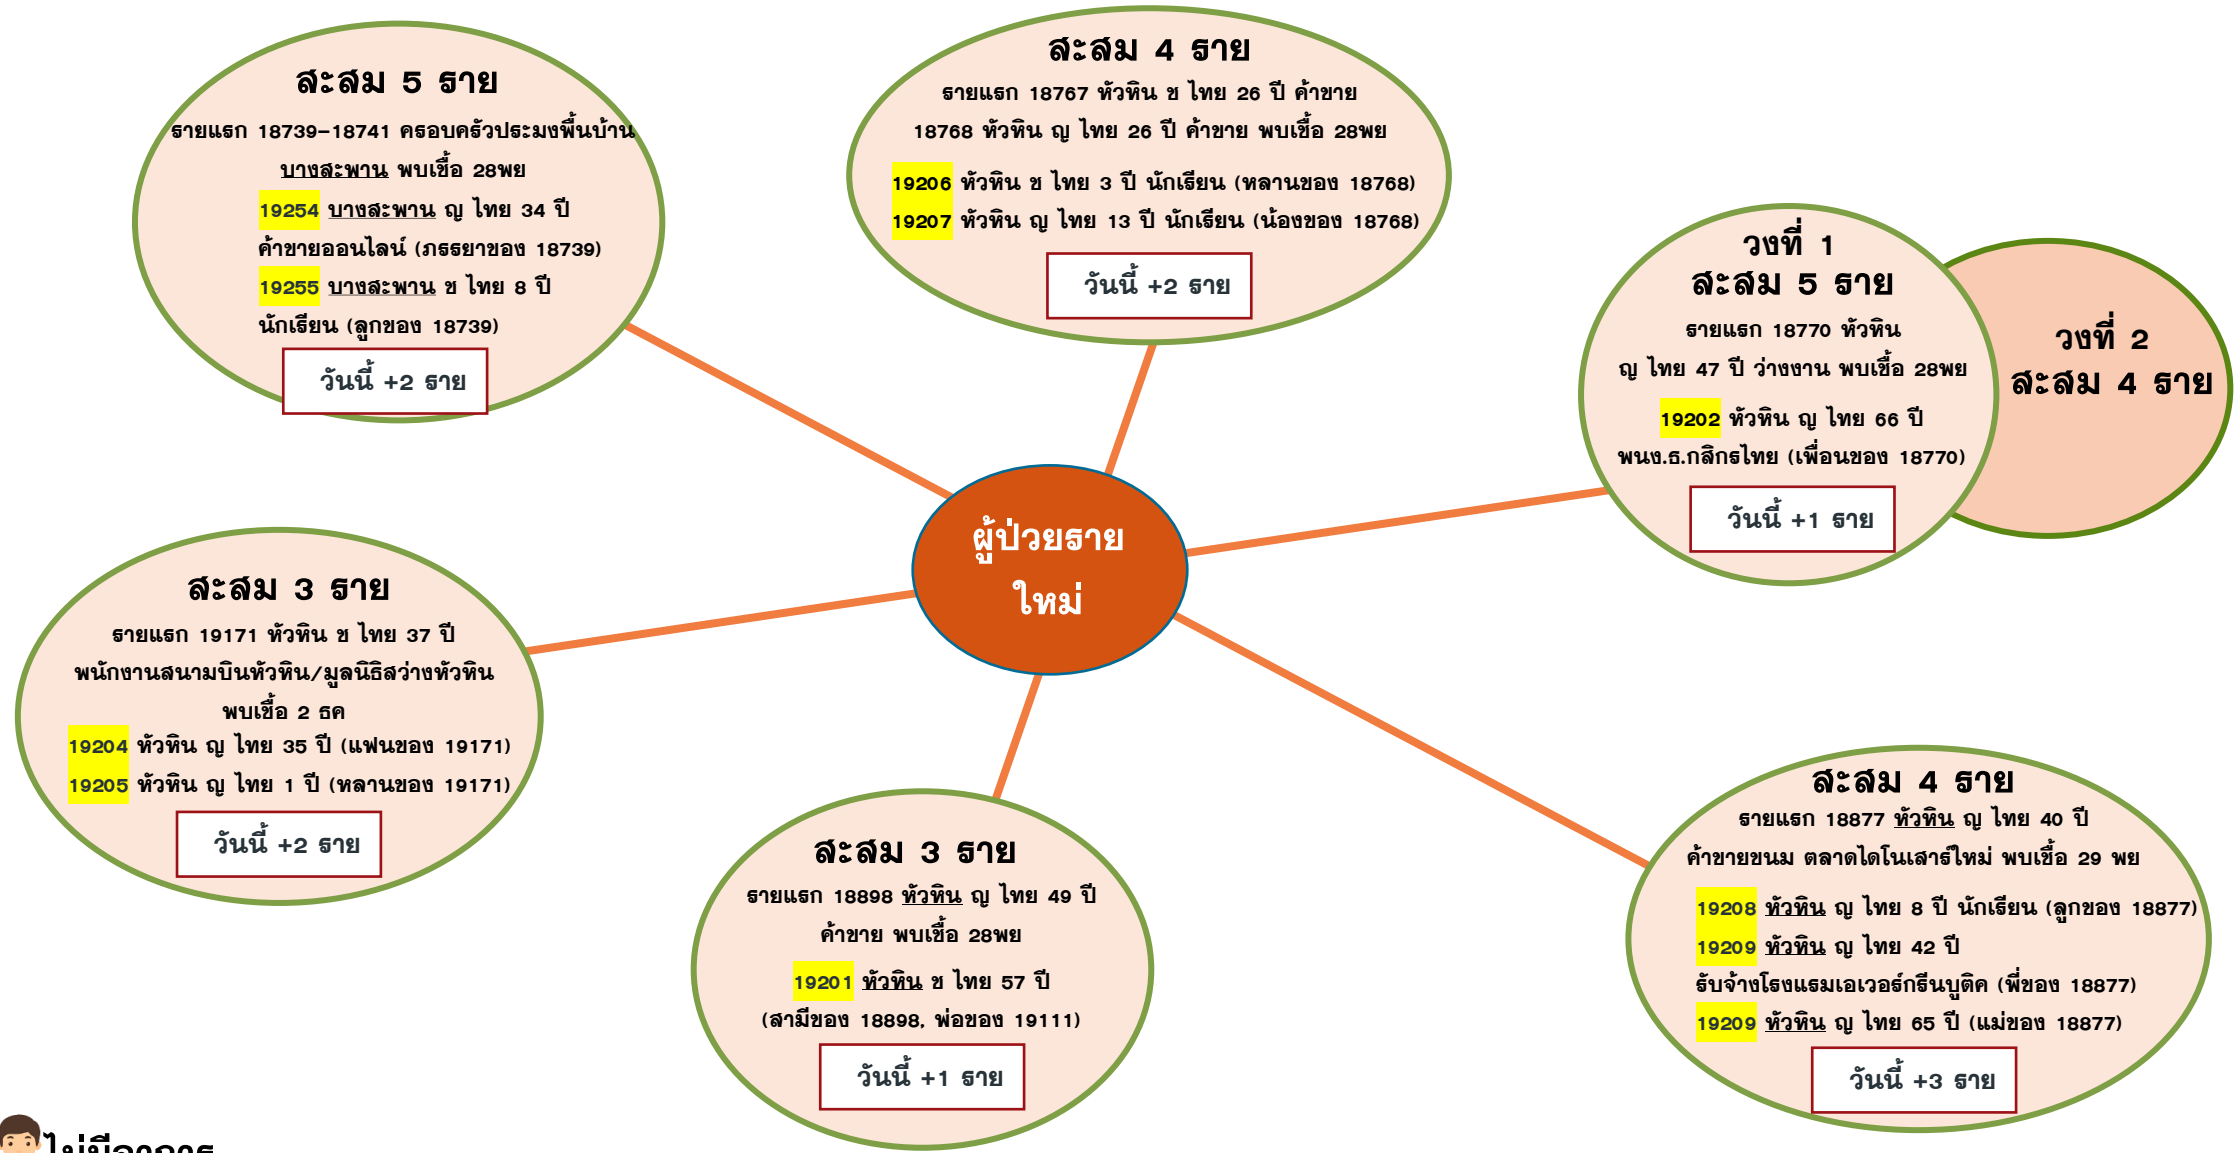 สะสม 5 ราย
รายแรก 18739-18741 ครอบครัวประมงพื้นบ้าน
บางสะพาน พบเชื้อ 28พย
19254 บางสะพาน ญ ไทย 34 ปี
ค้าขายออนไลน์ (ภรรยาของ 18739)
19255 บางสะพาน ช ไทย 8 ปี
นักเรียน (ลูกของ 18739)
วันนี้ +2 ราย
สะสม 4 ราย
รายแรก 18767 หัวหิน ช ไทย 26 ปี ค้าขาย
18768 หัวหิน ญ ไทย 26 ปี ค้าขาย พบเชื้อ 28พย
19206 หัวหิน ช ไทย 3 ปี นักเรียน (หลานของ 18768)
19207 หัวหิน ญ ไทย 13 ปี นักเรียน (น้องของ 18768)
วันนี้ +2 ราย
วงที่ 1
สะสม 5 ราย
รายแรก 18770 หัวหิน
ญ ไทย 47 ปี ว่างงาน พบเชื้อ 28พย
19202 หัวหิน ญ ไทย 66 ปี
พนง.ธ.กสิกรไทย (เพื่อนของ 18770)
วันนี้ +1 ราย
วงที่ 2
สะสม 4 ราย
ผู้ป่วยราย
ใหม่
สะสม 3 ราย
รายแรก 19171 หัวหิน ช ไทย 37 ปี
พนักงานสนามบินหัวหิน/มูลนิธิสว่างหัวหิน
พบเชื้อ 2 ธค
19204 หัวหิน ญ ไทย 35 ปี (แฟนของ 19171)
19205 หัวหิน ญ ไทย 1 ปี (หลานของ 19171)
วันนี้ +2 ราย
สะสม 3 ราย
รายแรก 18898 หัวหิน ญ ไทย 49 ปี
ค้าขาย พบเชื้อ 28พย
19201 หัวหิน ช ไทย 57 ปี
(สามีของ 18898, พ่อของ 19111)
วันนี้ +1 ราย
สะสม 4 ราย
รายแรก 18877 หัวหิน ญ ไทย 40 ปี
ค้าขายขนม ตลาดไดโนเสาร์ใหม่ พบเชื้อ 29 พย
19208 หัวหิน ญ ไทย 8 ปี นักเรียน (ลูกของ 18877)
19209 หัวหิน ญ ไทย 42 ปี
รับจ้างโรงแรมเอเวอร์กรีนบูติค (พี่ของ 18877)
19209 หัวหิน ญ ไทย 65 ปี (แม่ของ 18877)
วันนี้ +3 ราย
ไม่มีอาการ